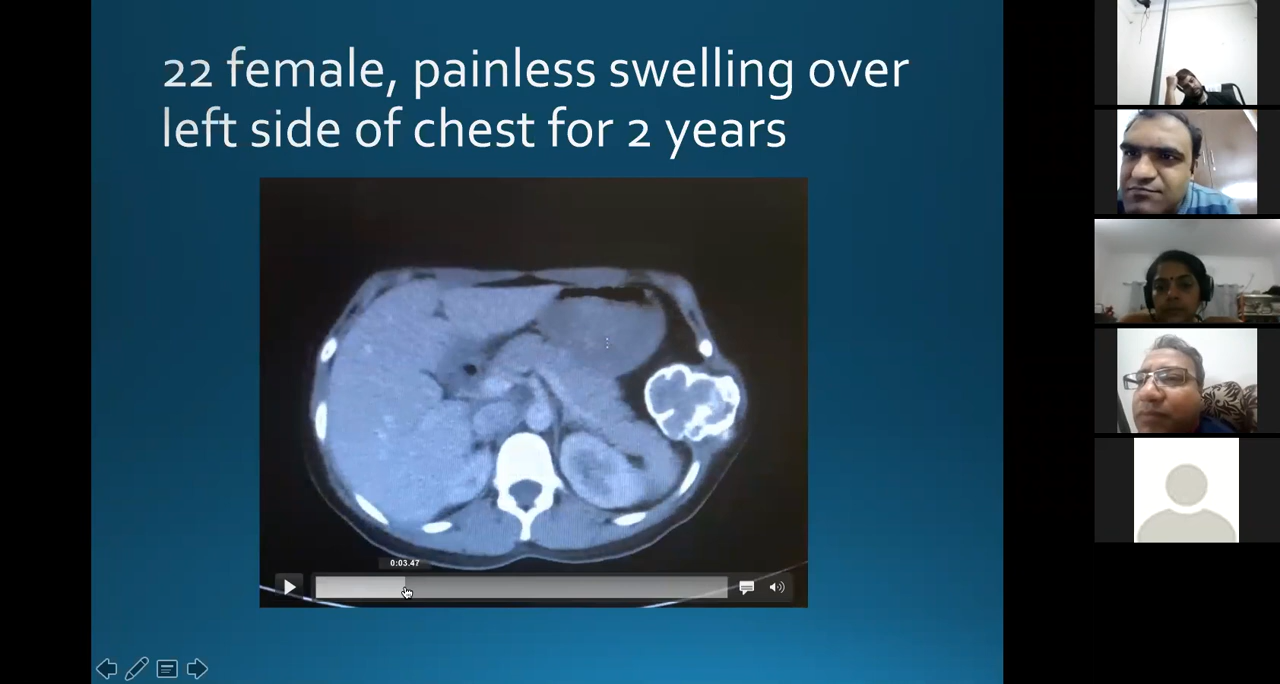 22 female, painless swelling over
left side of chest for 2 years
0:03.47